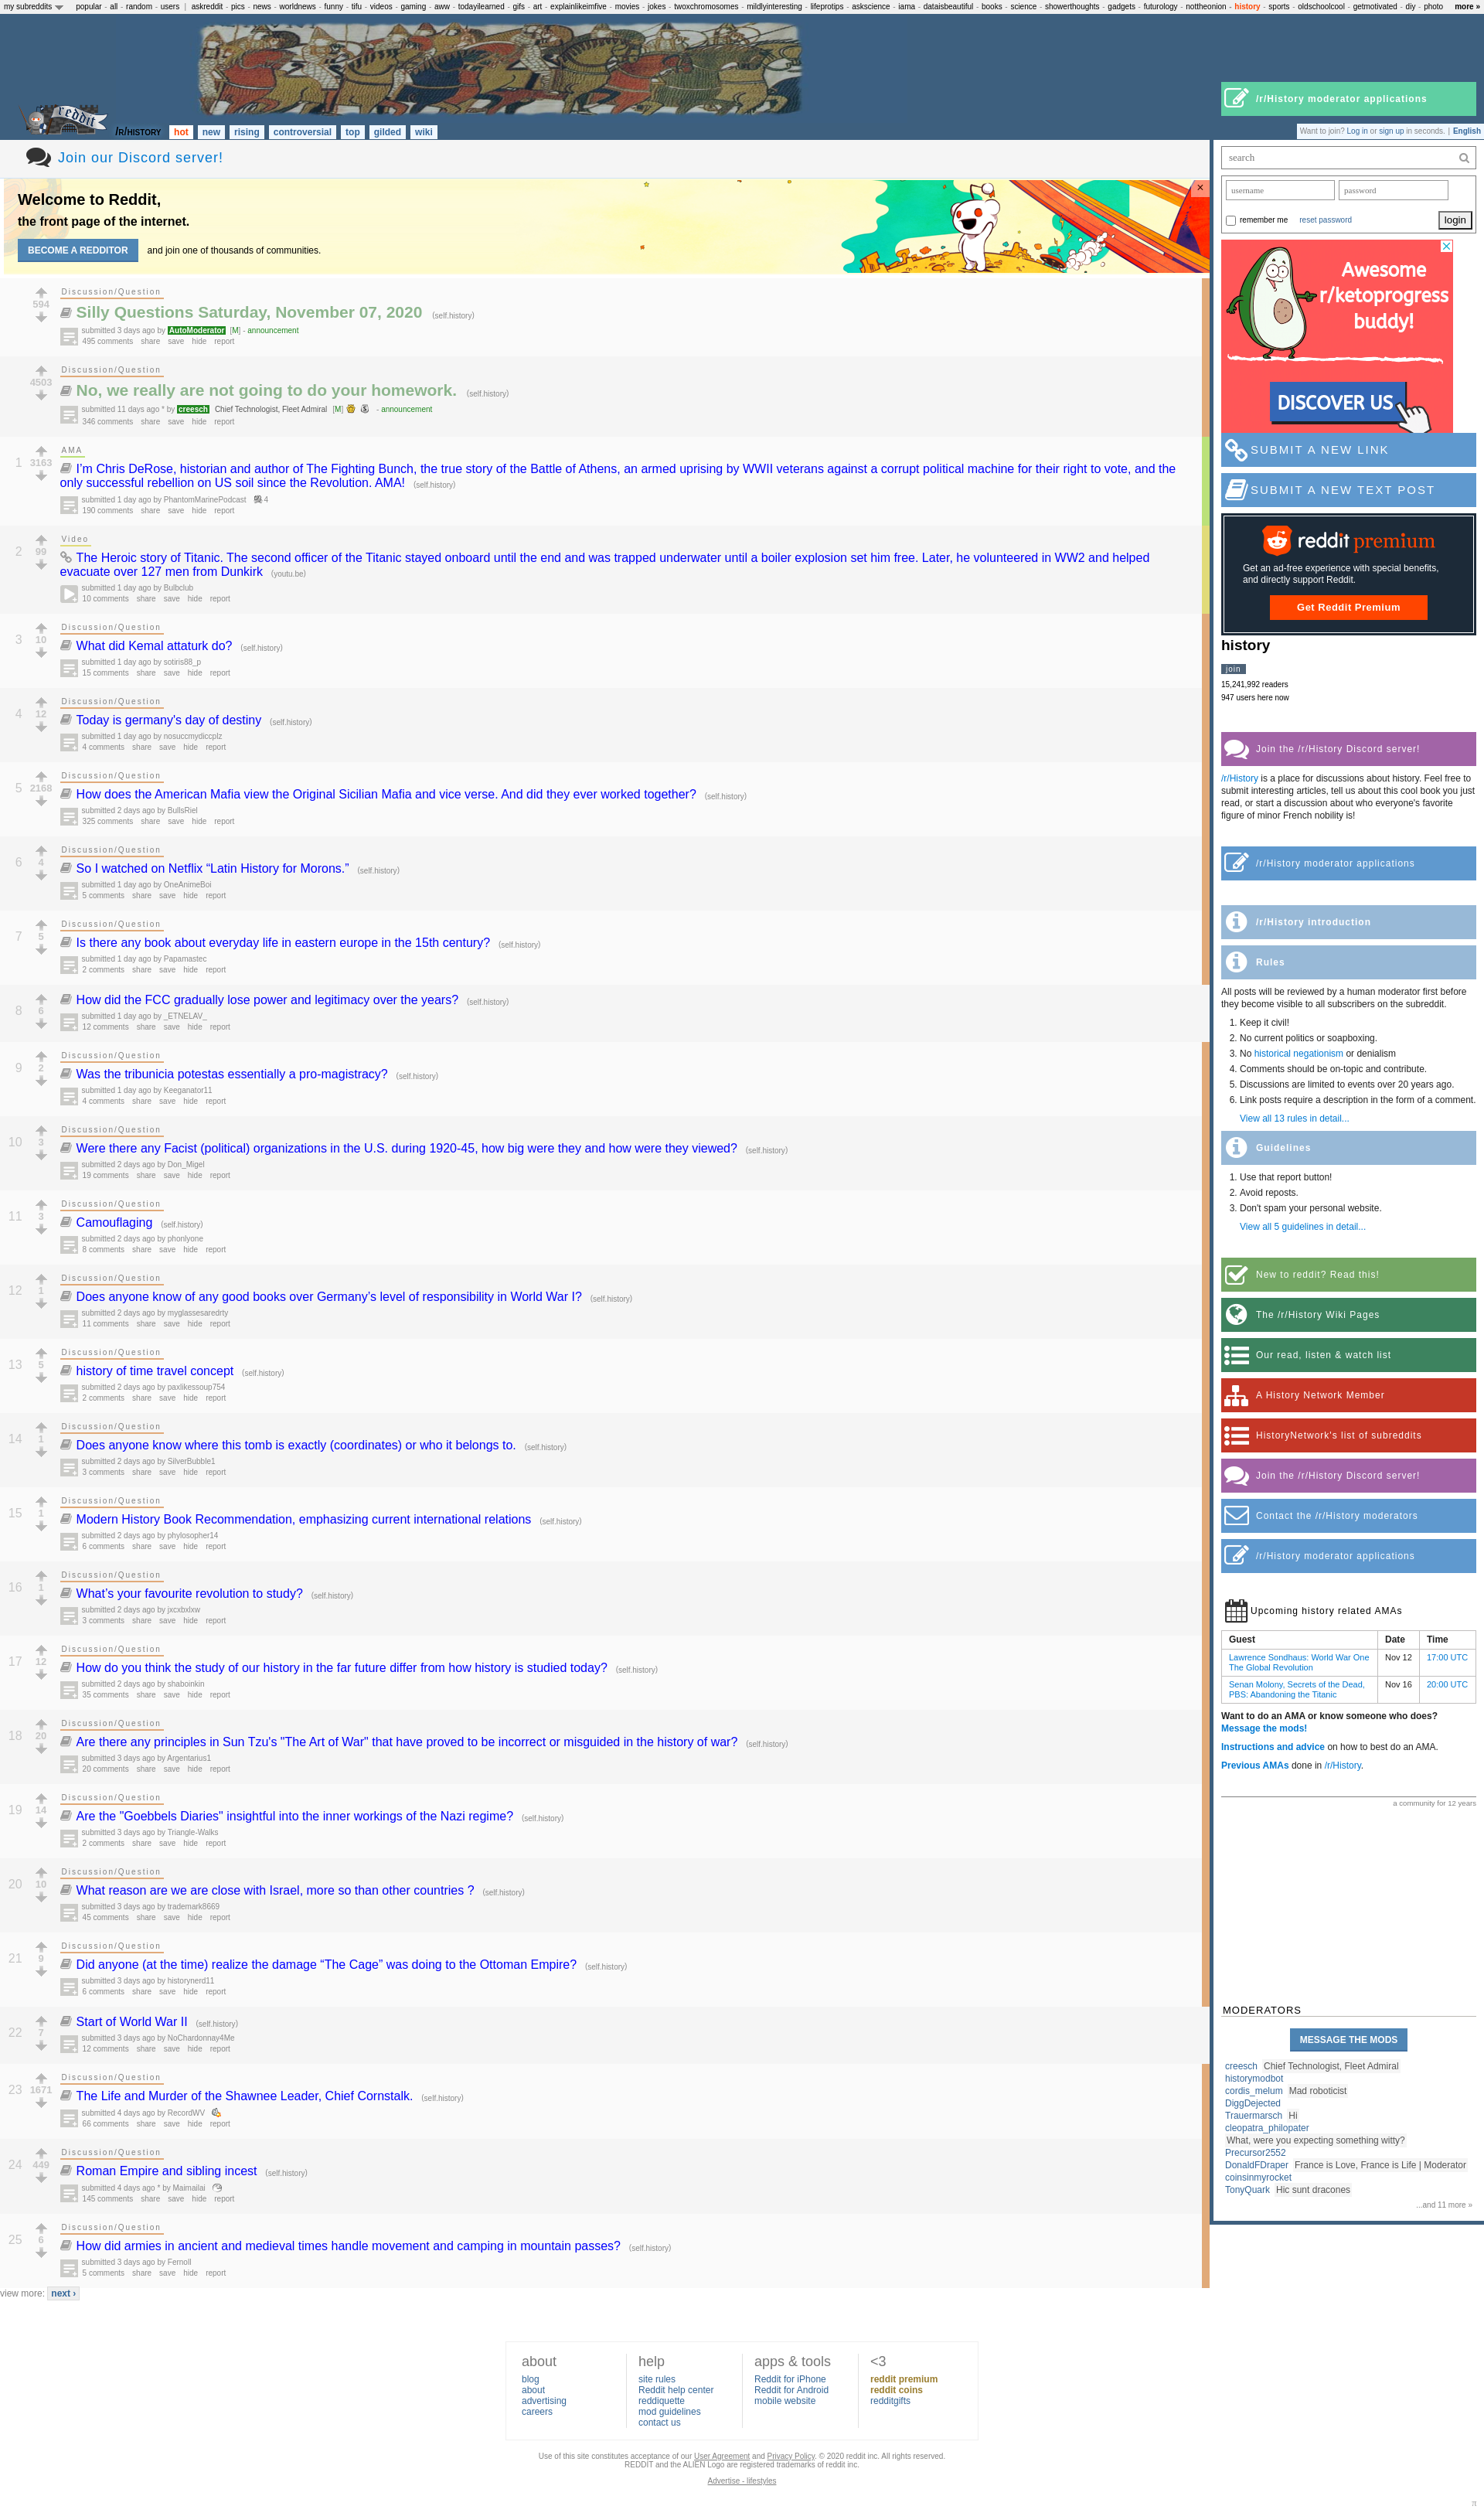 my subreddits popular - all - random - users | askreddit - pics - news - worldnews - funny - tifu - videos - gaming - aww - todayilearned - gifs - art - explainlikeimfive - movies - jokes - twoxchromosomes - mildlyinteresting - lifeprotips - askscience - iama - dataisbeautiful - books - science - showerthoughts - gadgets - futurology - nottheonion - history - sports - oldschoolcool - getmotivated - diy - photo more »
/r/History moderator applications
reddit /R/HISTORY hot new rising controversial top gilded wiki
Want to join? Log in or sign up in seconds. | English
Join our Discord server!
Welcome to Reddit,
the front page of the internet.
BECOME A REDDITOR and join one of thousands of communities.
×
Discussion/Question
594
Silly Questions Saturday, November 07, 2020 (self.history)
submitted 3 days ago by AutoModerator [M] - announcement
495 comments share save hide report
Discussion/Question
4503
No, we really are not going to do your homework. (self.history)
submitted 11 days ago * by creesch Chief Technologist, Fleet Admiral [M] - announcement
346 comments share save hide report
AMA
1 3163
I'm Chris DeRose, historian and author of The Fighting Bunch, the true story of the Battle of Athens, an armed uprising by WWII veterans against a corrupt political machine for their right to vote, and the
only successful rebellion on US soil since the Revolution. AMA! (self.history)
submitted 1 day ago by PhantomMarinePodcast 4
190 comments share save hide report
Video
2 99
The Heroic story of Titanic. The second officer of the Titanic stayed onboard until the end and was trapped underwater until a boiler explosion set him free. Later, he volunteered in WW2 and helped
evacuate over 127 men from Dunkirk (youtu.be)
submitted 1 day ago by Bulbclub
10 comments share save hide report
Discussion/Question
3 10
What did Kemal attaturk do? (self.history)
submitted 1 day ago by sotiris88_p
15 comments share save hide report
Discussion/Question
4 12
Today is germany's day of destiny (self.history)
submitted 1 day ago by nosuccmydiccplz
4 comments share save hide report
Discussion/Question
5 2168
How does the American Mafia view the Original Sicilian Mafia and vice verse. And did they ever worked together? (self.history)
submitted 2 days ago by BullsRiel
325 comments share save hide report
Discussion/Question
6 4
So I watched on Netflix “Latin History for Morons.” (self.history)
submitted 1 day ago by OneAnimeBoi
5 comments share save hide report
Discussion/Question
7 5
Is there any book about everyday life in eastern europe in the 15th century? (self.history)
submitted 1 day ago by Papamastec
2 comments share save hide report
8 6
How did the FCC gradually lose power and legitimacy over the years? (self.history)
submitted 1 day ago by _ETNELAV_
12 comments share save hide report
Discussion/Question
9 2
Was the tribunicia potestas essentially a pro-magistracy? (self.history)
submitted 1 day ago by Keeganator11
4 comments share save hide report
Discussion/Question
10 3
Were there any Facist (political) organizations in the U.S. during 1920-45, how big were they and how were they viewed? (self.history)
submitted 2 days ago by Don_Migel
19 comments share save hide report
Discussion/Question
11 3
Camouflaging (self.history)
submitted 2 days ago by phonlyone
8 comments share save hide report
Discussion/Question
12 1
Does anyone know of any good books over Germany’s level of responsibility in World War I? (self.history)
submitted 2 days ago by myglassesaredrty
11 comments share save hide report
Discussion/Question
13 5
history of time travel concept (self.history)
submitted 2 days ago by paxlikessoup754
2 comments share save hide report
Discussion/Question
14 1
Does anyone know where this tomb is exactly (coordinates) or who it belongs to. (self.history)
submitted 2 days ago by SilverBubble1
3 comments share save hide report
Discussion/Question
15 1
Modern History Book Recommendation, emphasizing current international relations (self.history)
submitted 2 days ago by phylosopher14
6 comments share save hide report
Discussion/Question
16 1
What’s your favourite revolution to study? (self.history)
submitted 2 days ago by jxcxbxlxw
3 comments share save hide report
Discussion/Question
17 12
How do you think the study of our history in the far future differ from how history is studied today? (self.history)
submitted 2 days ago by shaboinkin
35 comments share save hide report
Discussion/Question
18 20
Are there any principles in Sun Tzu's "The Art of War" that have proved to be incorrect or misguided in the history of war? (self.history)
submitted 3 days ago by Argentarius1
20 comments share save hide report
Discussion/Question
19 14
Are the "Goebbels Diaries" insightful into the inner workings of the Nazi regime? (self.history)
submitted 3 days ago by Triangle-Walks
2 comments share save hide report
Discussion/Question
20 10
What reason are we are close with Israel, more so than other countries ? (self.history)
submitted 3 days ago by trademark8669
45 comments share save hide report
Discussion/Question
21 9
Did anyone (at the time) realize the damage “The Cage” was doing to the Ottoman Empire? (self.history)
submitted 3 days ago by historynerd11
6 comments share save hide report
22 7
Start of World War II (self.history)
submitted 3 days ago by NoChardonnay4Me
12 comments share save hide report
Discussion/Question
23 1671
The Life and Murder of the Shawnee Leader, Chief Cornstalk. (self.history)
submitted 4 days ago by RecordWV
66 comments share save hide report
Discussion/Question
24 449
Roman Empire and sibling incest (self.history)
submitted 4 days ago * by Maimailai
145 comments share save hide report
Discussion/Question
25 6
How did armies in ancient and medieval times handle movement and camping in mountain passes? (self.history)
submitted 3 days ago by Fernoll
5 comments share save hide report
view more: next ›
search
username password
remember me reset password login
Awesome
r/ketoprogress
buddy!
DISCOVER US
SUBMIT A NEW LINK
SUBMIT A NEW TEXT POST
reddit premium
Get an ad-free experience with special benefits,
and directly support Reddit.
Get Reddit Premium
history
join
15,241,992 readers
947 users here now
Join the /r/History Discord server!
/r/History is a place for discussions about history. Feel free to
submit interesting articles, tell us about this cool book you just
read, or start a discussion about who everyone's favorite
figure of minor French nobility is!
/r/History moderator applications
/r/History introduction
Rules
All posts will be reviewed by a human moderator first before
they become visible to all subscribers on the subreddit.
1. Keep it civil!
2. No current politics or soapboxing.
3. No historical negationism or denialism
4. Comments should be on-topic and contribute.
5. Discussions are limited to events over 20 years ago.
6. Link posts require a description in the form of a comment.
View all 13 rules in detail...
Guidelines
1. Use that report button!
2. Avoid reposts.
3. Don't spam your personal website.
View all 5 guidelines in detail...
New to reddit? Read this!
The /r/History Wiki Pages
Our read, listen & watch list
A History Network Member
HistoryNetwork's list of subreddits
Join the /r/History Discord server!
Contact the /r/History moderators
/r/History moderator applications
Upcoming history related AMAs
Guest Date Time
Lawrence Sondhaus: World War One Nov 12 17:00 UTC
The Global Revolution
Senan Molony, Secrets of the Dead, Nov 16 20:00 UTC
PBS: Abandoning the Titanic
Want to do an AMA or know someone who does?
Message the mods!
Instructions and advice on how to best do an AMA.
Previous AMAs done in /r/History.
a community for 12 years
MODERATORS
MESSAGE THE MODS
creesch Chief Technologist, Fleet Admiral
historymodbot
cordis_melum Mad roboticist
DiggDejected
Trauermarsch Hi
cleopatra_philopater
What, were you expecting something witty?
Precursor2552
DonaldFDraper France is Love, France is Life | Moderator
coinsinmyrocket
TonyQuark Hic sunt dracones
...and 11 more »
about help apps & tools <3
blog site rules Reddit for iPhone reddit premium
about Reddit help center Reddit for Android reddit coins
advertising reddiquette mobile website redditgifts
careers mod guidelines
contact us
Use of this site constitutes acceptance of our User Agreement and Privacy Policy. © 2020 reddit inc. All rights reserved.
REDDIT and the ALIEN Logo are registered trademarks of reddit inc.
Advertise - lifestyles
π